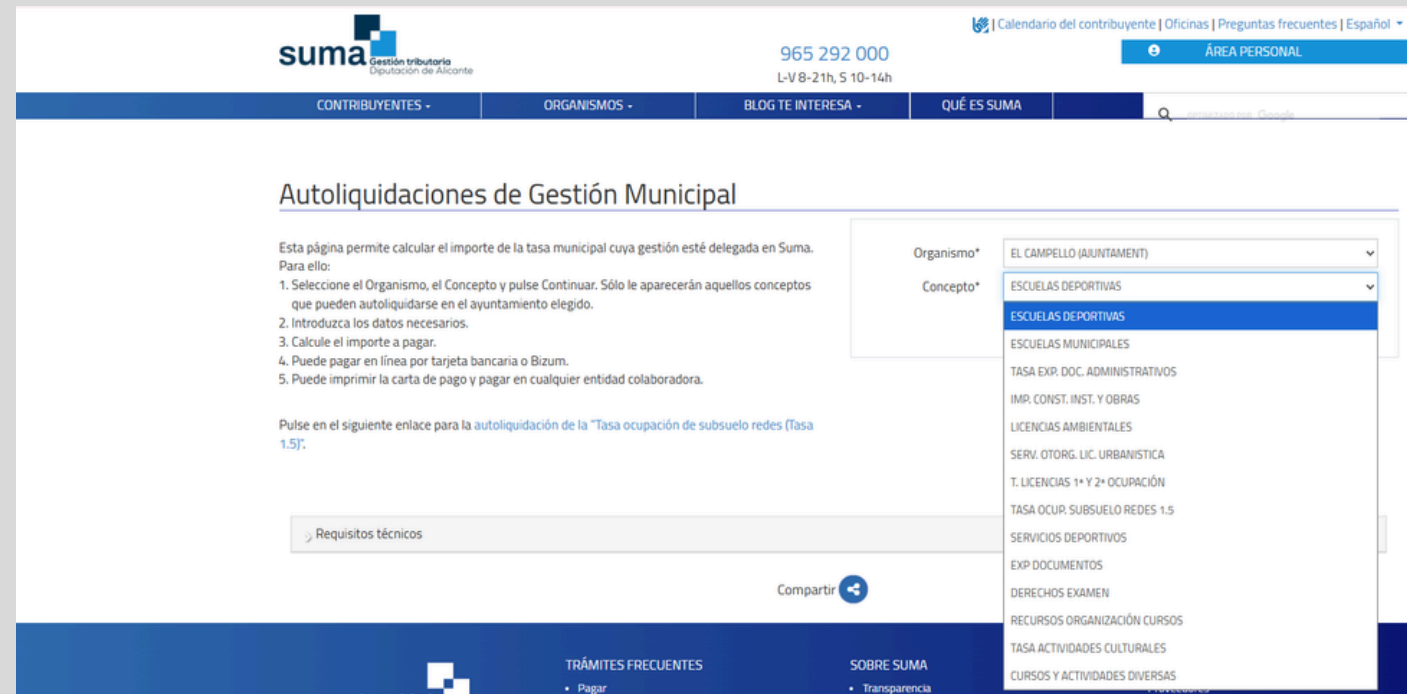 | Calendario del contribuyente | Oficinas | Preguntas frecuentes | Español
suma Gestión tributaria
Diputación de Alicante
965 292 000
L-V 8-21h, S 10-14h
ÁREA PERSONAL
CONTRIBUYENTES
ORGANISMOS
BLOG TE INTERESA
QUÉ ES SUMA
Google
Autoliquidaciones de Gestión Municipal
Esta página permite calcular el importe de la tasa municipal cuya gestión esté delegada en Suma.
Para ello:
1. Seleccione el Organismo, el Concepto y pulse Continuar. Sólo le aparecerán aquellos conceptos
que pueden autoliquidarse en el ayuntamiento elegido.
2. Introduzca los datos necesarios.
3. Calcule el importe a pagar.
4. Puede pagar en línea por tarjeta bancaria o Bizum.
5. Puede imprimir la carta de pago y pagar en cualquier entidad colaboradora.
Pulse en el siguiente enlace para la autoliquidación de la "Tasa ocupación de subsuelo redes (Tasa
1.5)".
Organismo*
EL CAMPELLO (AJUNTAMENT)
Concepto*
ESCUELAS DEPORTIVAS
ESCUELAS DEPORTIVAS
ESCUELAS MUNICIPALES
TASA EXP. DOC. ADMINISTRATIVOS
IMP. CONST. INST. Y OBRAS
LICENCIAS AMBIENTALES
SERV. OTORG. LIC. URBANISTICA
T. LICENCIAS 1ª Y 2ª OCUPACIÓN
TASA OCUP. SUBSUELO REDES 1.5
SERVICIOS DEPORTIVOS
EXP DOCUMENTOS
DERECHOS EXAMEN
RECURSOS ORGANIZACIÓN CURSOS
TASA ACTIVIDADES CULTURALES
CURSOS Y ACTIVIDADES DIVERSAS
Requisitos técnicos
Compartir
TRÁMITES FRECUENTES
• Pagar
SOBRE SUMA
• Transparencia
Proveedores